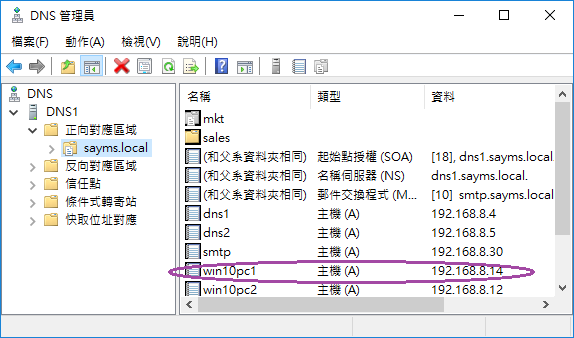 DNS 管理員
檔案(F) 動作(A) 檢視(V) 說明(H)
DNS
DNS1
正向對應區域
sayms.local
反向對應區域
信任點
條件式轉寄站
快取位址對應
名稱 類型 資料
mkt
sales
(和父系資料夾相同) 起始點授權 (SOA) [18], dns1.sayms.local.
(和父系資料夾相同) 名稱伺服器 (NS) dns1.sayms.local.
(和父系資料夾相同) 郵件交換程式 (M... [10] smtp.sayms.local
dns1 主機 (A) 192.168.8.4
dns2 主機 (A) 192.168.8.5
smtp 主機 (A) 192.168.8.30
win10pc1 主機 (A) 192.168.8.14
win10pc2 主機 (A) 192.168.8.12